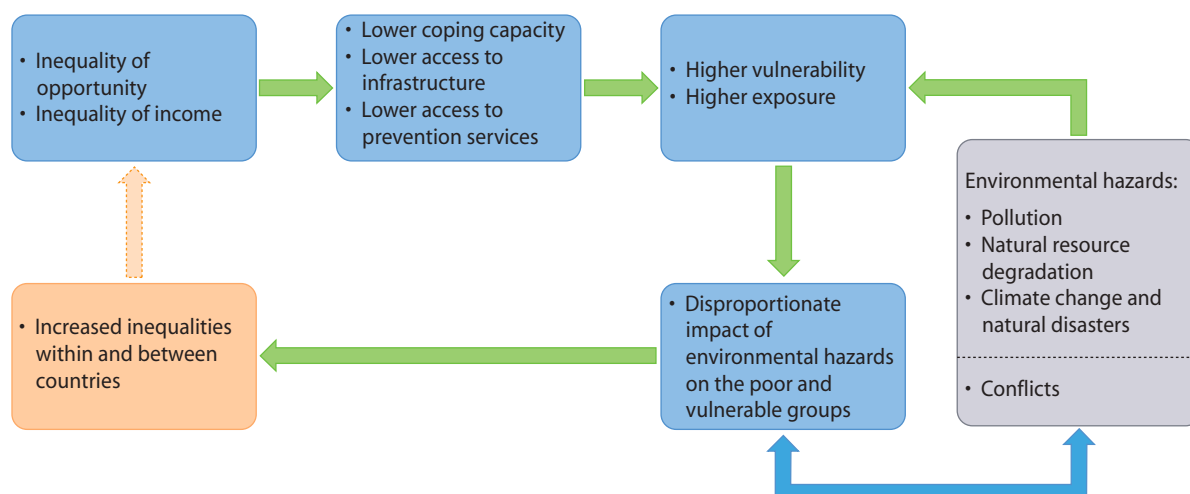 • Inequality of
opportunity
• Inequality of income
• Lower coping capacity
• Lower access to
infrastructure
• Lower access to
prevention services
• Higher vulnerability
• Higher exposure
Environmental hazards:
• Pollution
• Natural resource
degradation
• Climate change and
natural disasters
• Conflicts
• Disproportionate
impact of
environmental hazards
on the poor and
vulnerable groups
• Increased inequalities
within and between
countries